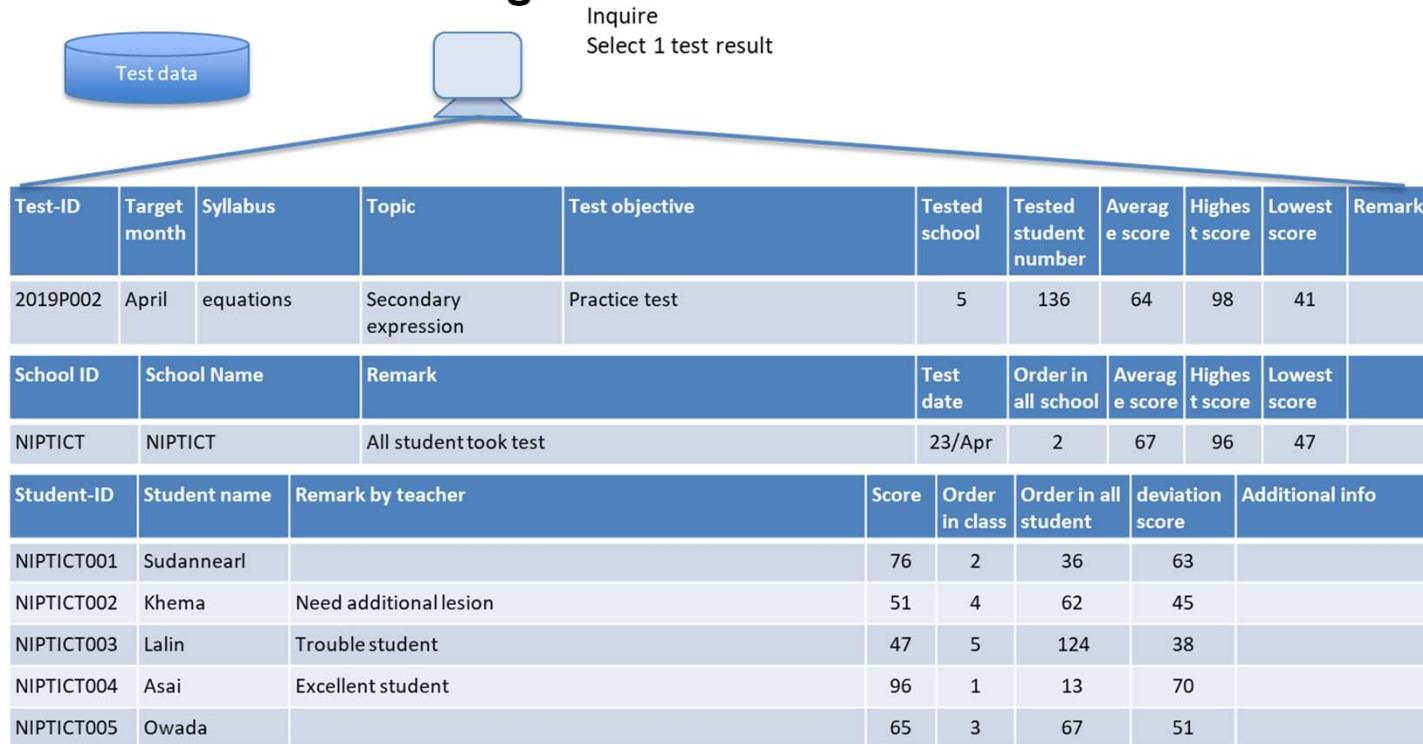 Inquire
Select 1 test result
Test data
Test-ID Target month Syllabus Topic Test objective Tested school Tested student number Averag e score Highes t score Lowest score Remark
2019P002 April equations Secondary expression Practice test 5 136 64 98 41
School ID School Name Remark Test date Order in all school Averag e score Highes t score Lowest score
NIPTICT NIPTICT All student took test 23/Apr 2 67 96 47
Student-ID Student name Remark by teacher Score Order in class Order in all student deviation score Additional info
NIPTICT001 Sudannearl 76 2 36 63
NIPTICT002 Khema Need additional lesion 51 4 62 45
NIPTICT003 Lalin Trouble student 47 5 124 38
NIPTICT004 Asai Excellent student 96 1 13 70
NIPTICT005 Owada 65 3 67 51